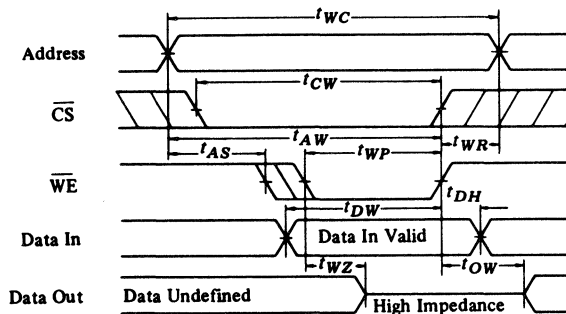 tWC
Address
tCW
CS
tAW
tWR
tAS
tWP
WE
tDH
tDW
Data In
Data In Valid
tWZ
tOW
Data Out
Data Undefined
High Impedance